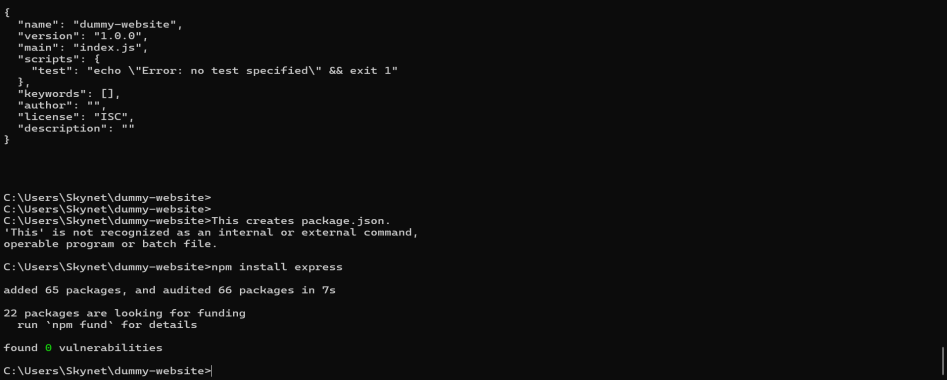 {
  "name": "dummy-website",
  "version": "1.0.0",
  "main": "index.js",
  "scripts": {
    "test": "echo \"Error: no test specified\" && exit 1"
  },
  "keywords": [],
  "author": "",
  "license": "ISC",
  "description": ""
}
C:\Users\Skynet\dummy-website>
C:\Users\Skynet\dummy-website>
C:\Users\Skynet\dummy-website>This creates package.json.
'This' is not recognized as an internal or external command,
operable program or batch file.
C:\Users\Skynet\dummy-website>npm install express
added 65 packages, and audited 66 packages in 7s
22 packages are looking for funding
  run `npm fund` for details
found 0 vulnerabilities
C:\Users\Skynet\dummy-website>